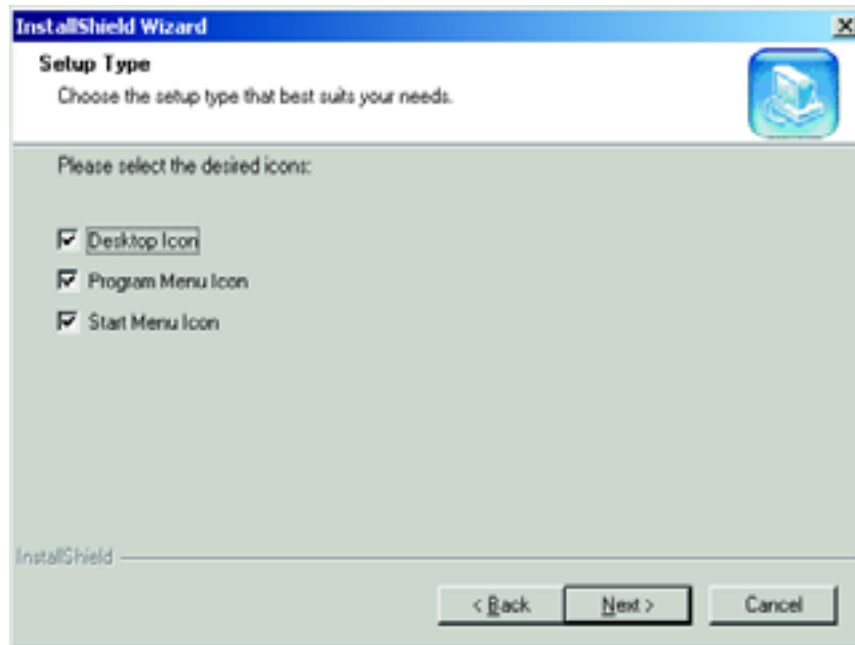 InstallShield Wizard
Setup Type
Choose the setup type that best suits your needs.
Please select the desired icons:
Desktop Icon
Program Menu Icon
Start Menu Icon
InstallShield
< Back
Next >
Cancel